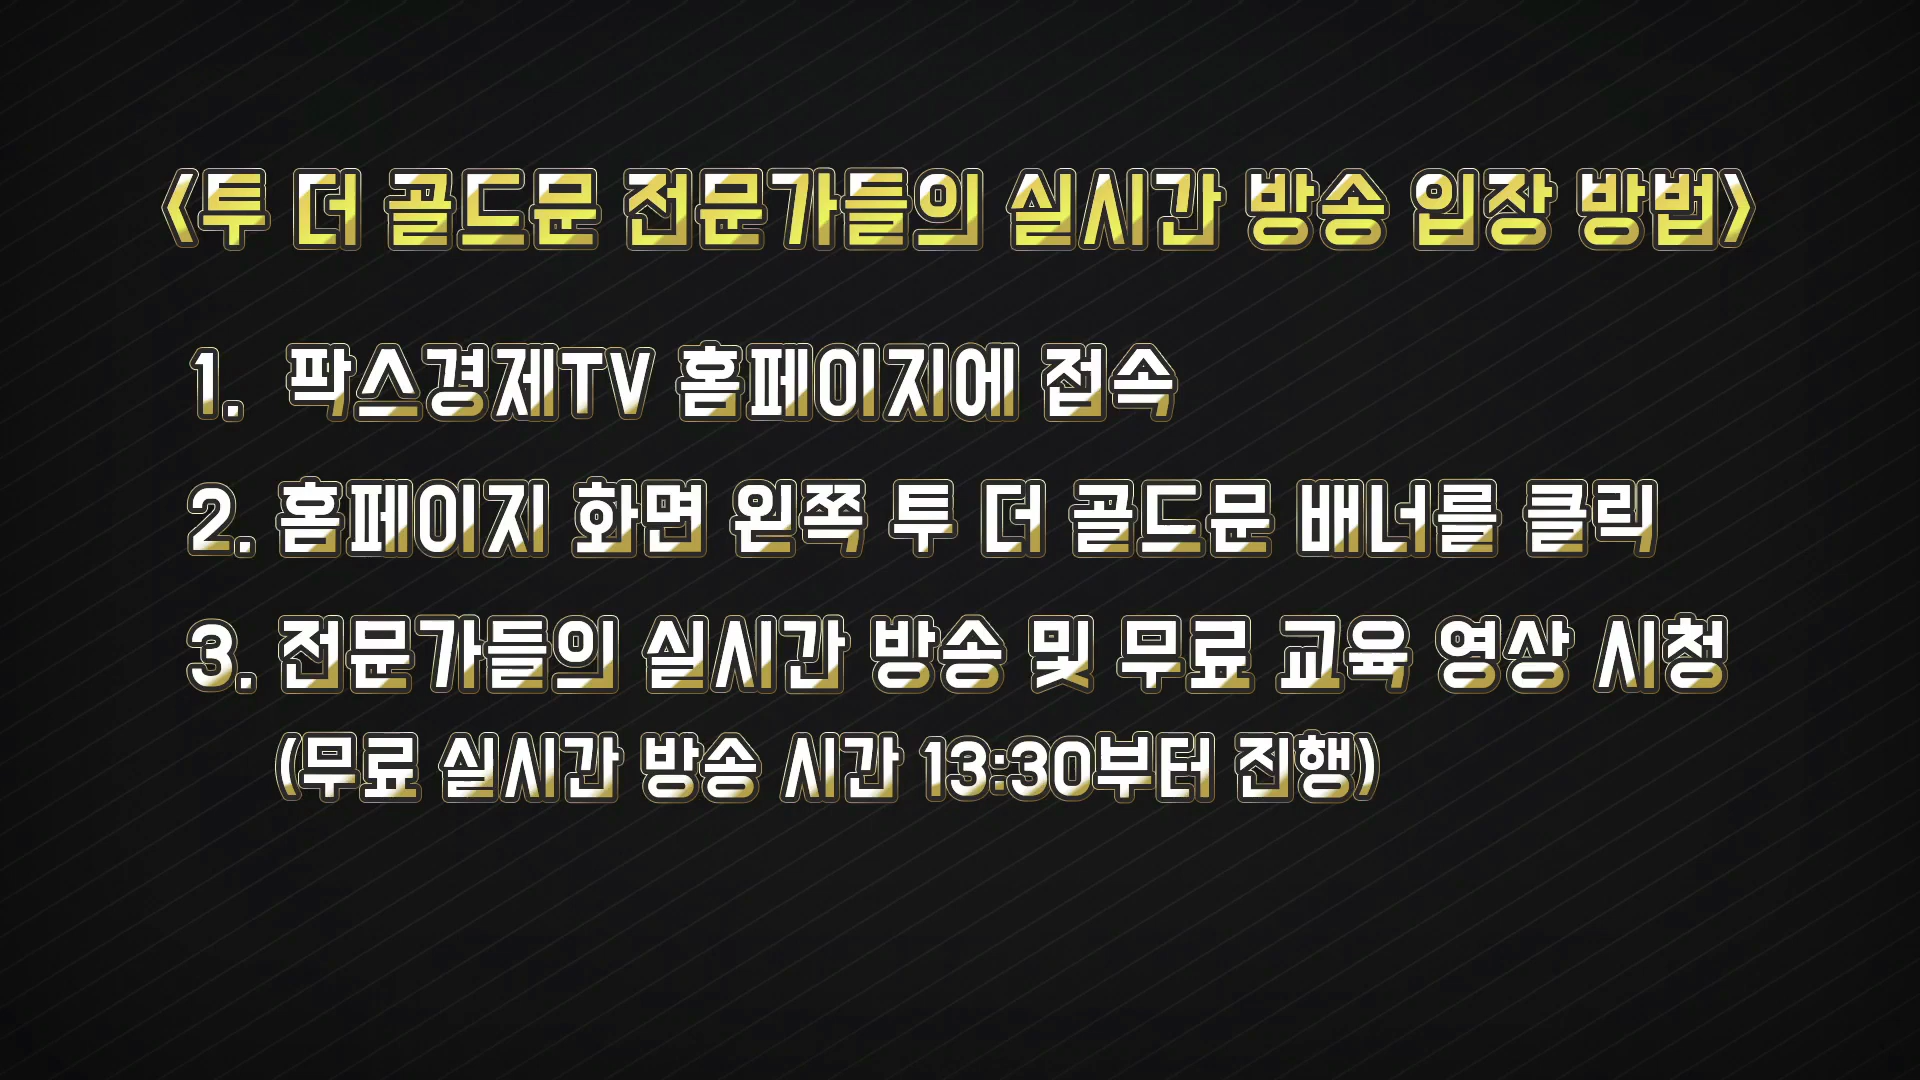 〈투 더 골드문 전문가들의 실시간 방송 입장 방법〉
1. 팍스경제TV 홈페이지에 접속
2. 홈페이지 화면 왼쪽 투 더 골드문 배너를 클릭
3. 전문가들의 실시간 방송 및 무료 교육 영상 시청
(무료 실시간 방송 시간 13:30부터 진행)